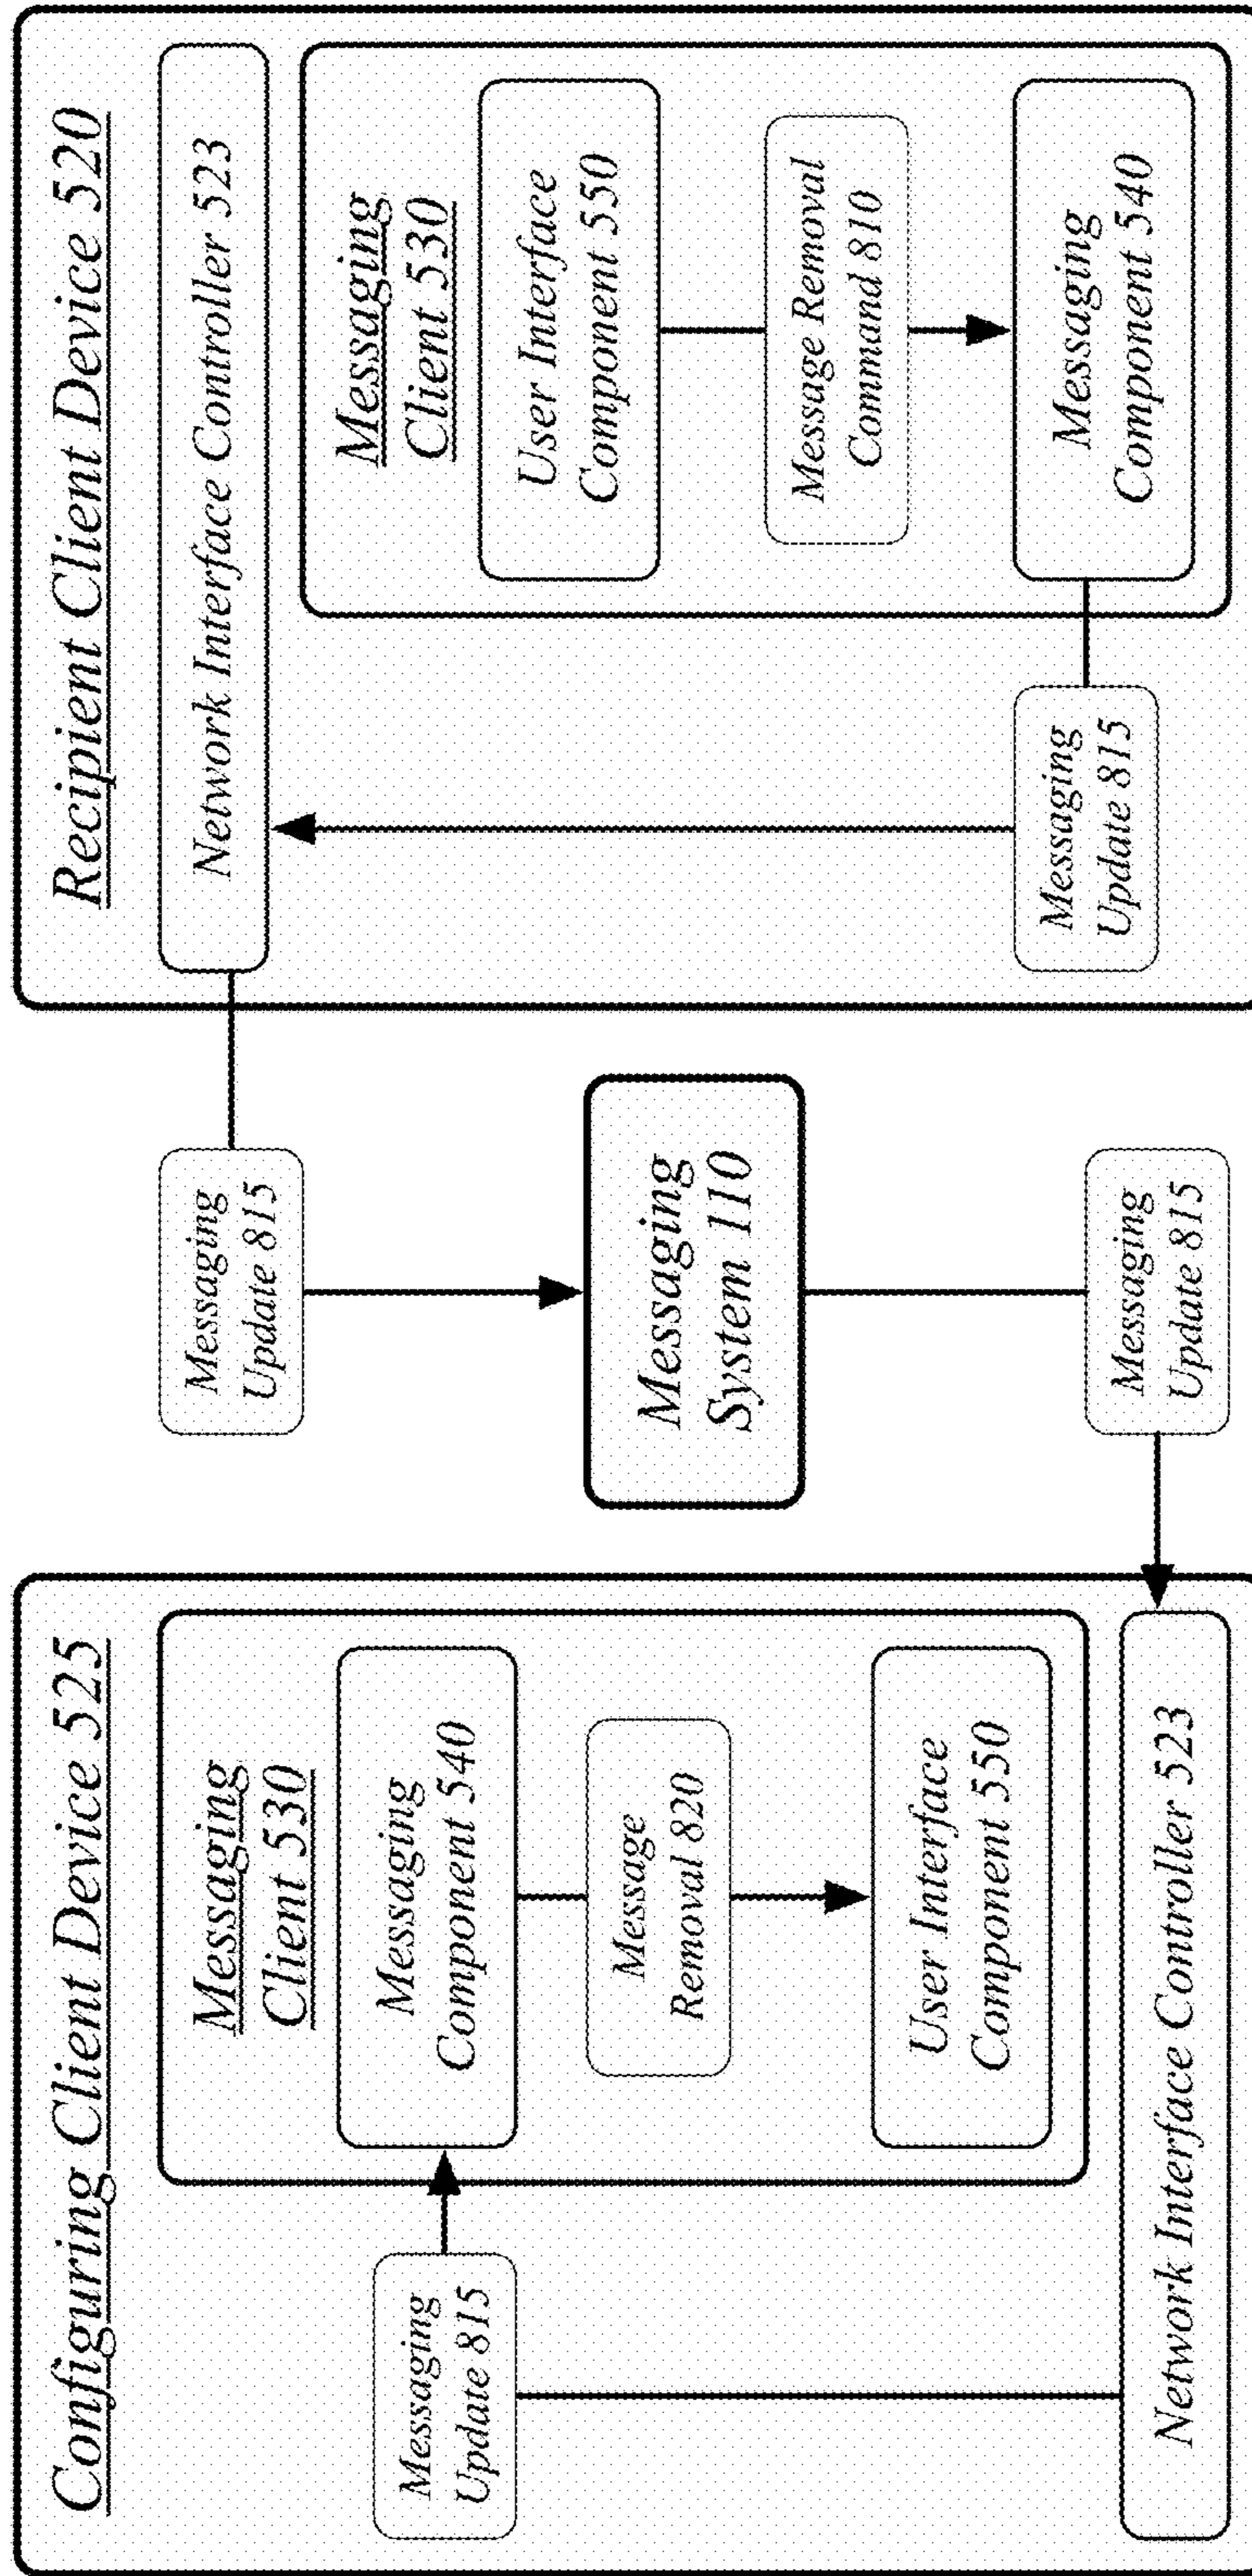 Configuring Client Device 525
Messaging
Client 530
Messaging
Component 540
Messaging
Update 815
Message
Removal 820
User Interface
Component 550
Network Interface Controller 523
Messaging
Update 815
Messaging
System 110
Messaging
Update 815
Recipient Client Device 520
Network Interface Controller 523
Messaging
Client 530
User Interface
Component 550
Message Removal
Command 810
Messaging
Component 540
Messaging
Update 815